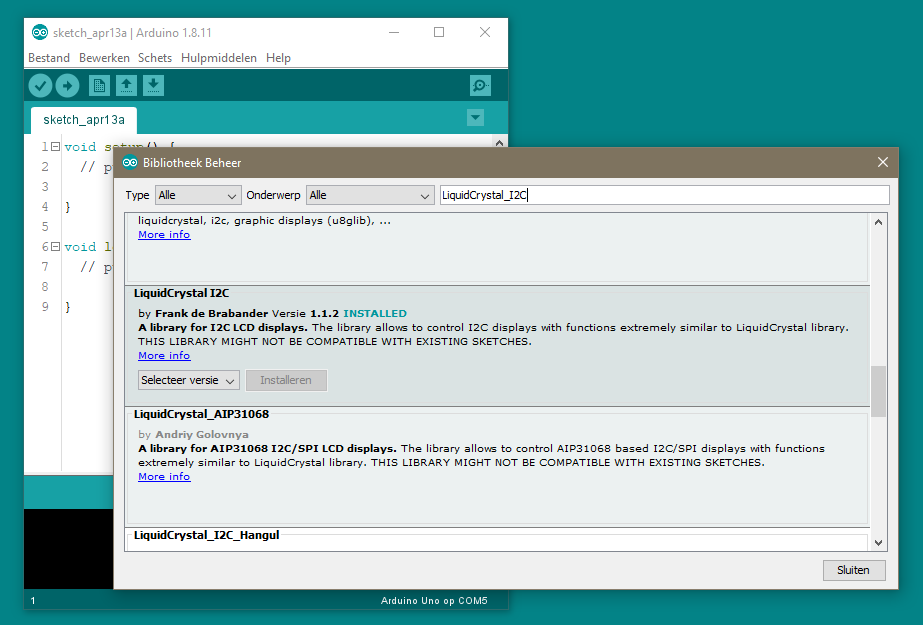 sketch_apr13a | Arduino 1.8.11
Bestand Bewerken Schets Hulpmiddelen Help
sketch_apr13a
1 void setup() {
2 // p
3
4 }
5
6 void l
7 // p
8
9 }
Bibliotheek Beheer
Type Alle Onderwerp Alle LiquidCrystal_I2C
liquidcrystal, i2c, graphic displays (u8glib), ...
More info
LiquidCrystal I2C
by Frank de Brabander Versie 1.1.2 INSTALLED
A library for I2C LCD displays. The library allows to control I2C displays with functions extremely similar to LiquidCrystal library.
THIS LIBRARY MIGHT NOT BE COMPATIBLE WITH EXISTING SKETCHES.
More info
Selecteer versie Installeren
LiquidCrystal_AIP31068
by Andriy Golovnya
A library for AIP31068 I2C/SPI LCD displays. The library allows to control AIP31068 based I2C/SPI displays with functions
extremely similar to LiquidCrystal library. THIS LIBRARY MIGHT NOT BE COMPATIBLE WITH EXISTING SKETCHES.
More info
LiquidCrystal_I2C_Hangul
Sluiten
1 Arduino Uno op COM5